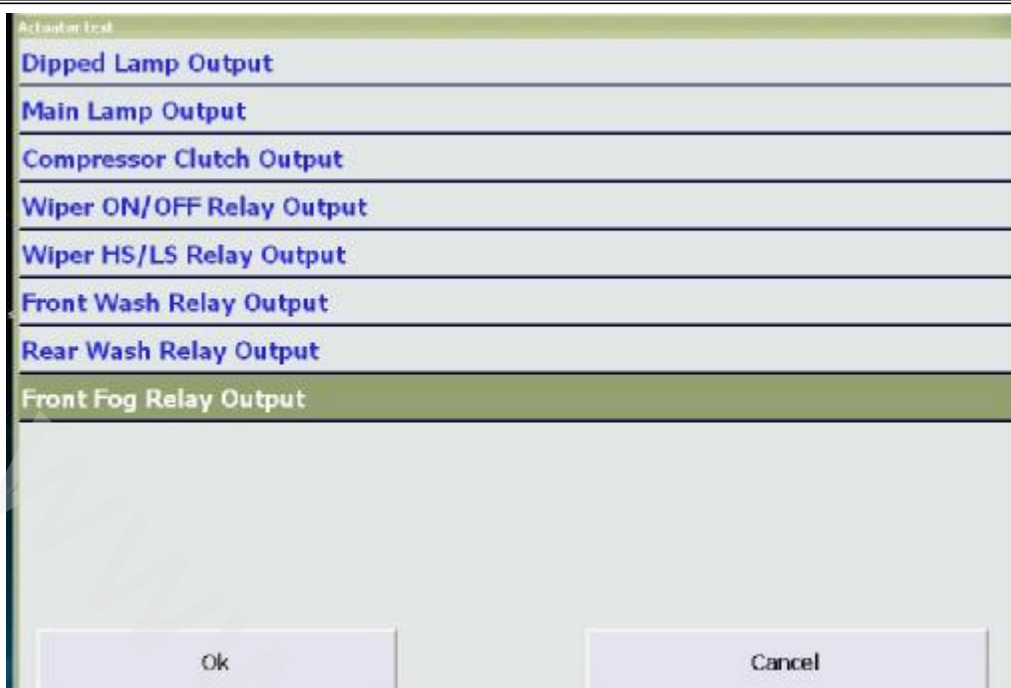 Actuator test
Dipped Lamp Output
Main Lamp Output
Compressor Clutch Output
Wiper ON/OFF Relay Output
Wiper HS/LS Relay Output
Front Wash Relay Output
Rear Wash Relay Output
Front Fog Relay Output
Ok
Cancel